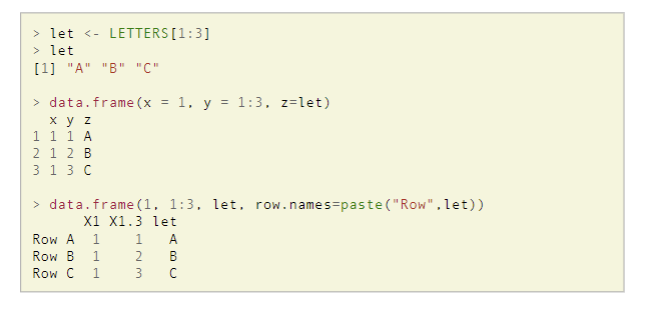 > let <- LETTERS[1:3]
> let
[1] "A" "B" "C"
> data.frame(x = 1, y = 1:3, z=let)
  x y z
1 1 1 A
2 1 2 B
3 1 3 C
> data.frame(1, 1:3, let, row.names=paste("Row",let))
      X1 X1.3 let
Row A  1    1   A
Row B  1    2   B
Row C  1    3   C